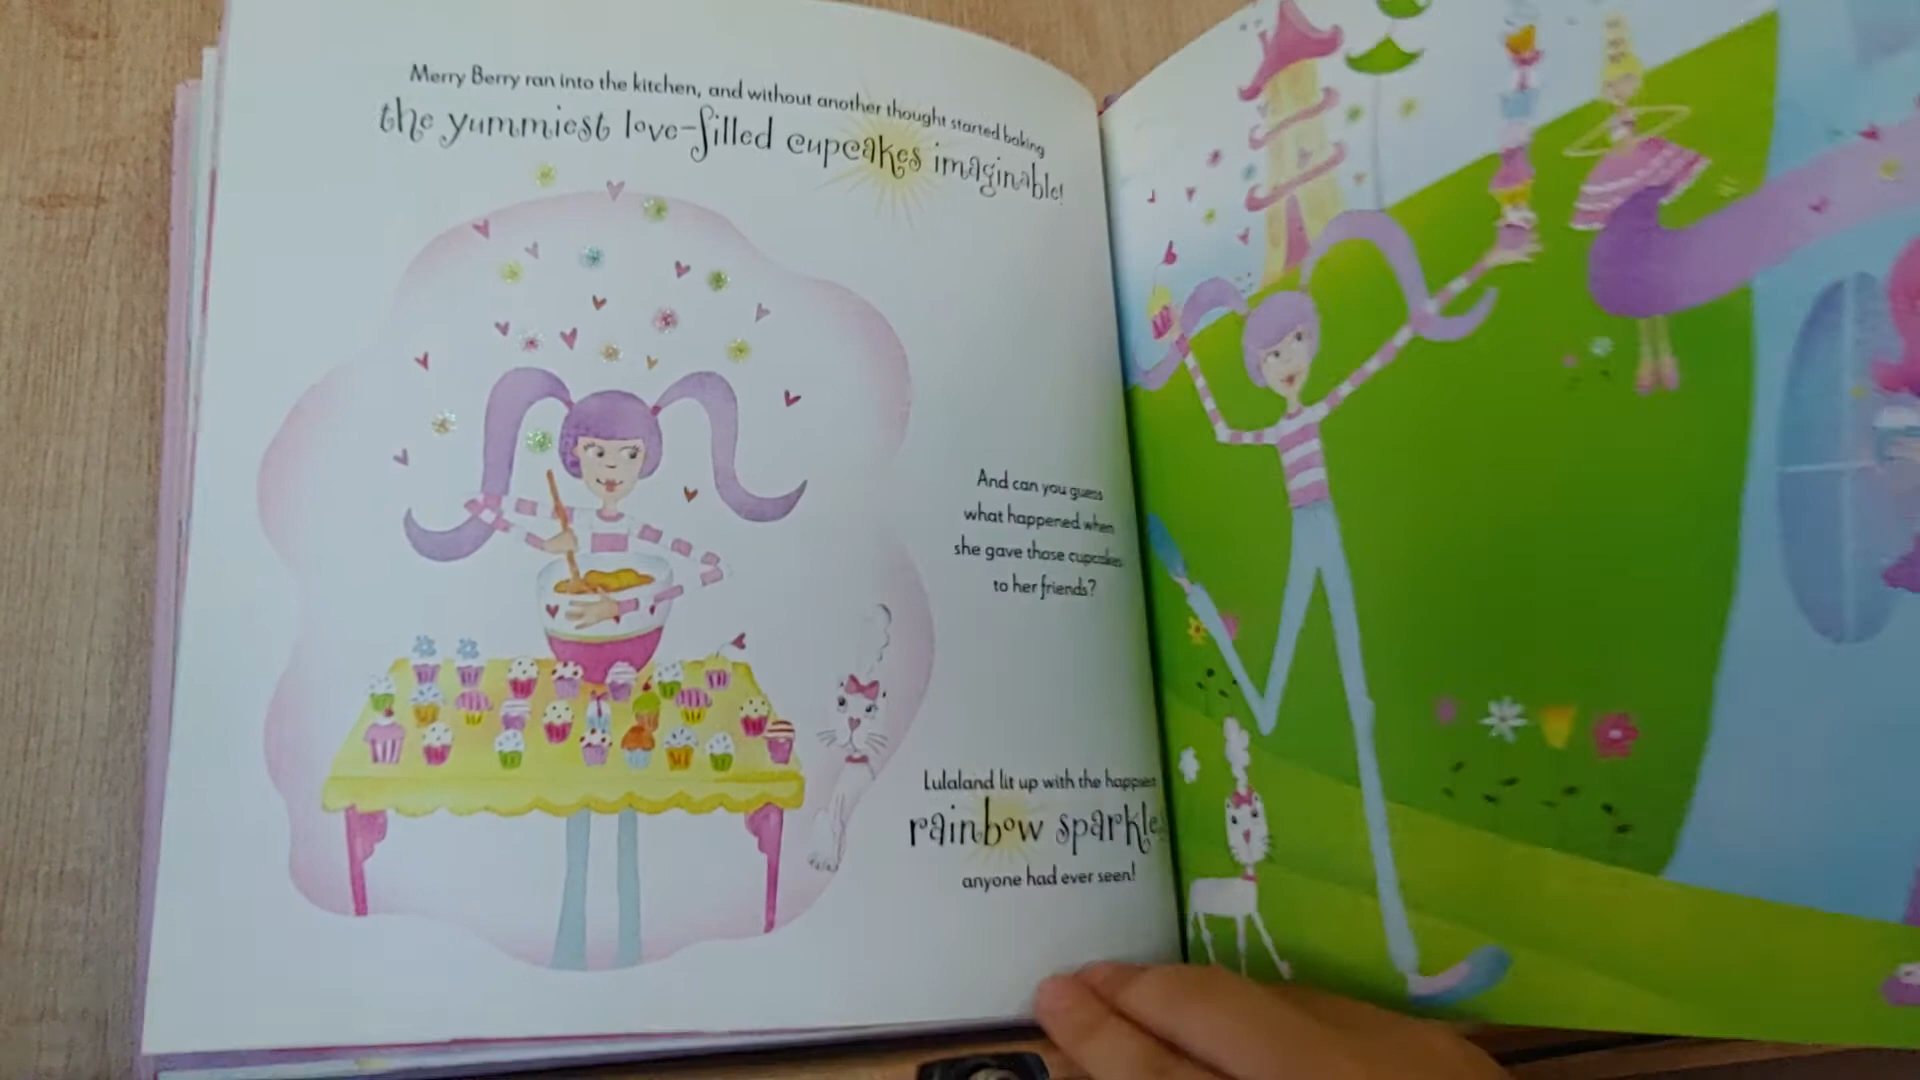 Merry Berry ran into the kitchen, and without another thought started baking
the yummiest love-filled cupcakes imaginable!
And can you guess
what happened when
she gave those cupcakes
to her friends?
Lulaland lit up with the happiest
rainbow sparkle
anyone had ever seen!